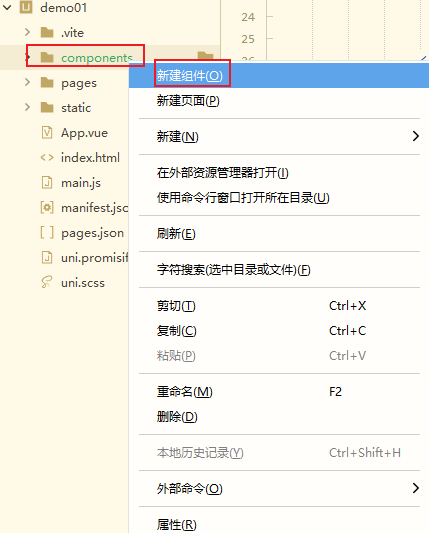 demo01
.vite
components
pages
static
App.vue
index.html
main.js
manifest.jso
pages.json
uni.promisif
uni.scss
24
25
新建组件(O)
新建页面(P)
新建(N)
在外部资源管理器打开(I)
使用命令行窗口打开所在目录(U)
刷新(E)
字符搜索(选中目录或文件)(F)
剪切(T) Ctrl+X
复制(C) Ctrl+C
粘贴(P) Ctrl+V
重命名(M) F2
删除(D)
本地历史记录(Y) Ctrl+Shift+H
外部命令(O)
属性(R)